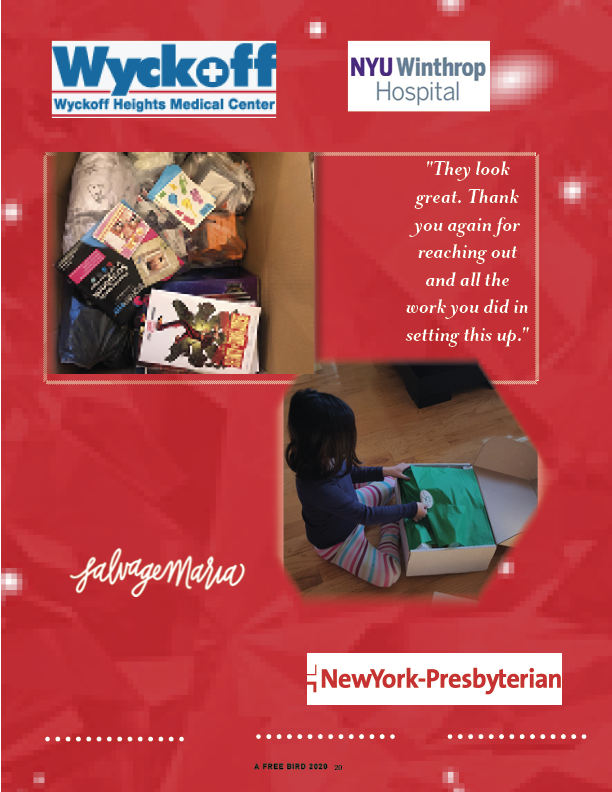 Wyckoff
Wyckoff Heights Medical Center
NYU Winthrop
Hospital
"They look
great. Thank
you again for
reaching out
and all the
work you did in
setting this up."
SalvageMaria
NewYork-Presbyterian
A FREE BIRD 2020 20